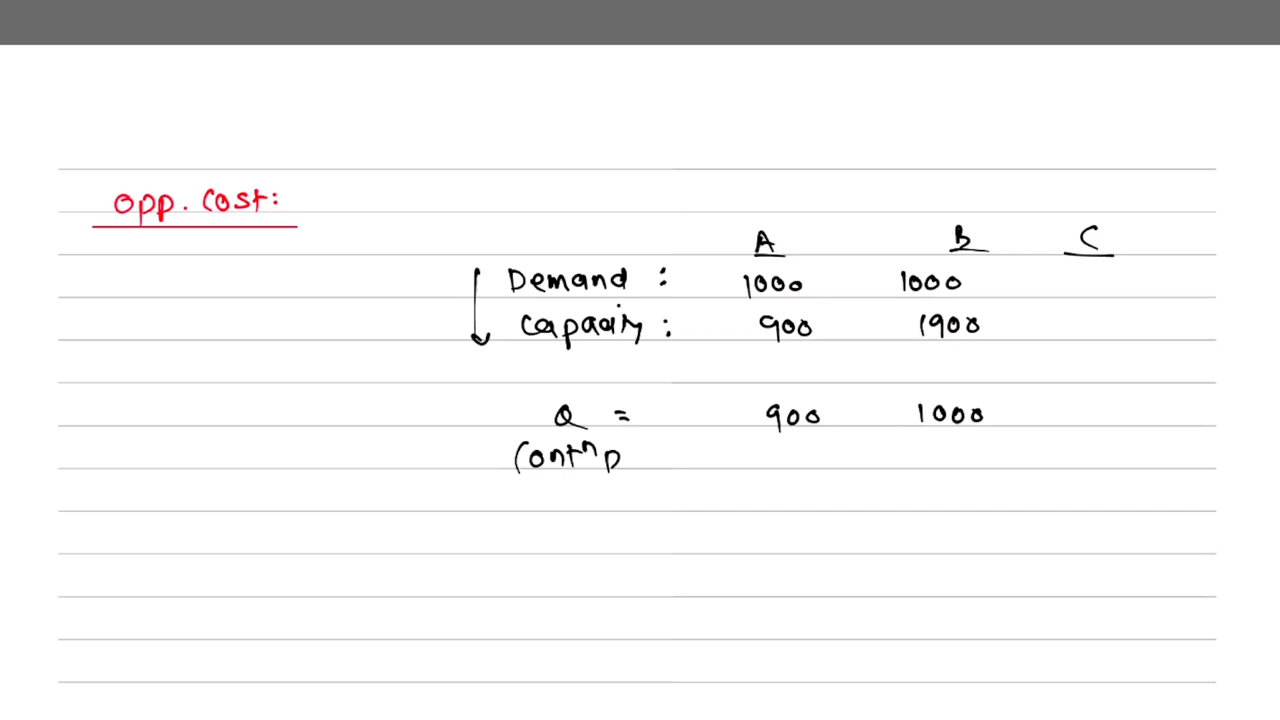 Opp. Cost:
A B C
Demand : 1000 1000
Capacity : 900 1900
Q = 900 1000
Contⁿ p